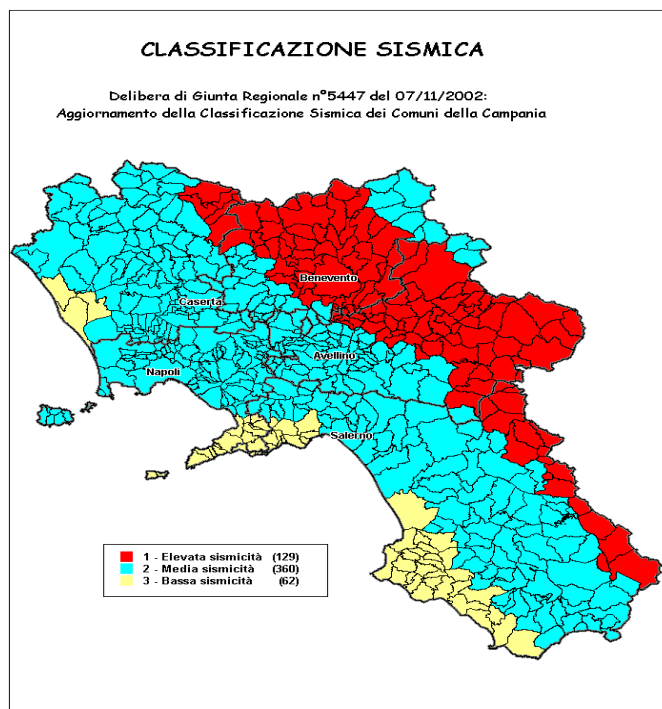 CLASSIFICAZIONE SISMICA
Delibera di Giunta Regionale n°5447 del 07/11/2002:
Aggiornamento della Classificazione Sismica dei Comuni della Campania
Benevento
Caserta
Avellino
Napoli
Salerno
1 - Elevata sismicità (129)
2 - Media sismicità (360)
3 - Bassa sismicità (62)